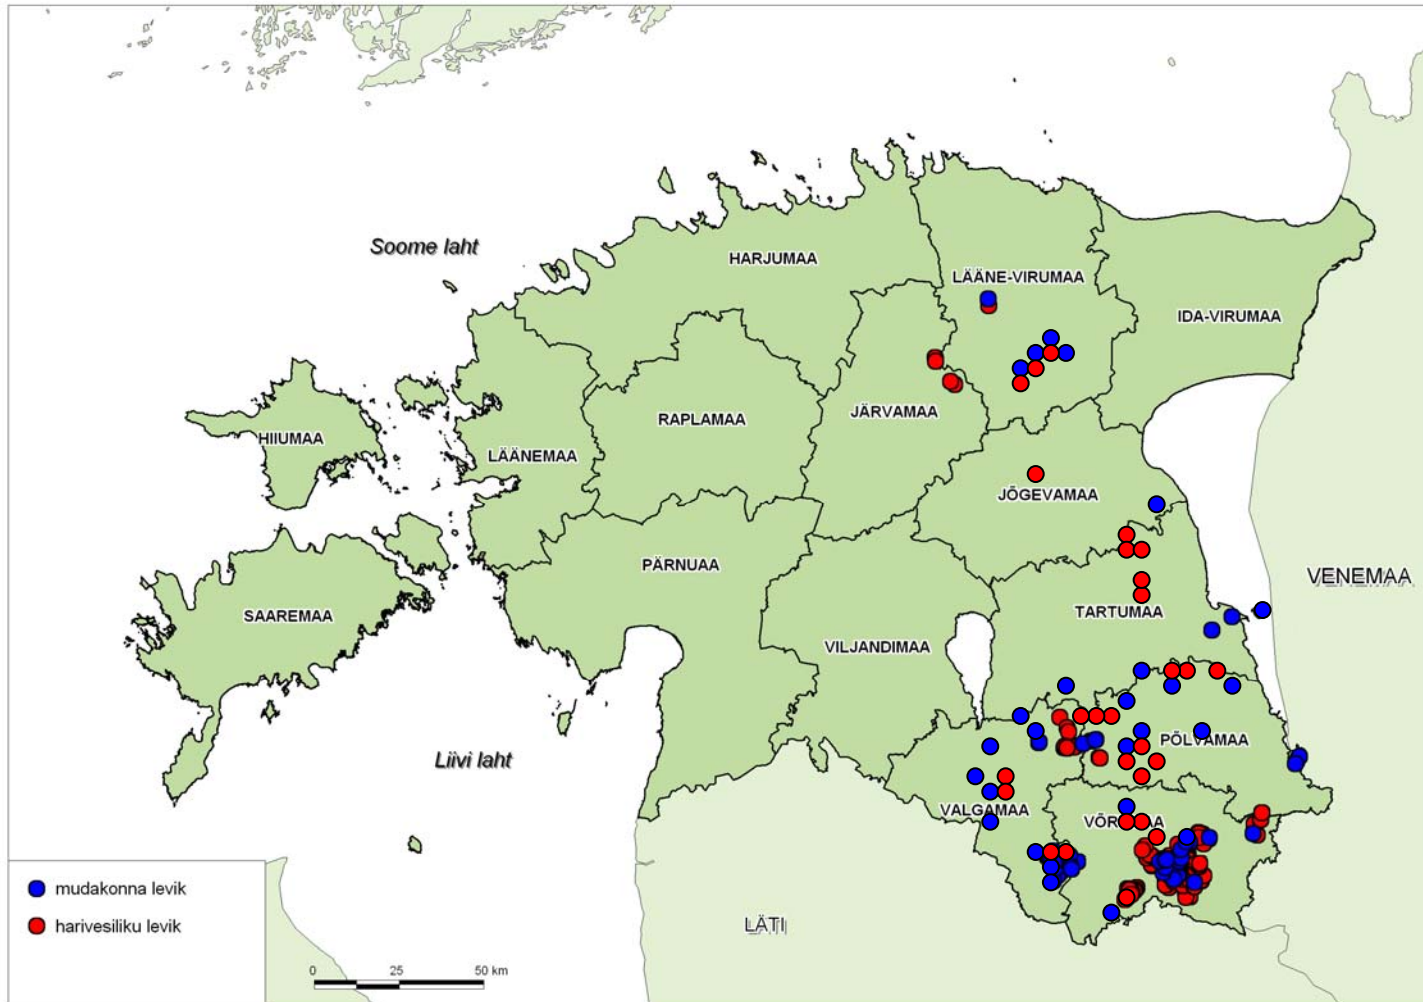 Soome laht
HARJUMAA
LÄÄNE-VIRUMAA
IDA-VIRUMAA
RAPLAMAA
JÄRVAMAA
HIIUMAA
LÄÄNEMAA
JÕGEVAMAA
PÄRNUAA
VENEMAA
SAAREMAA
TARTUMAA
VILJANDIMAA
Liivi laht
PÕLVAMAA
VALGAMAA
mudakonna levik
harivesiliku levik
LÄTI
0 25 50 km